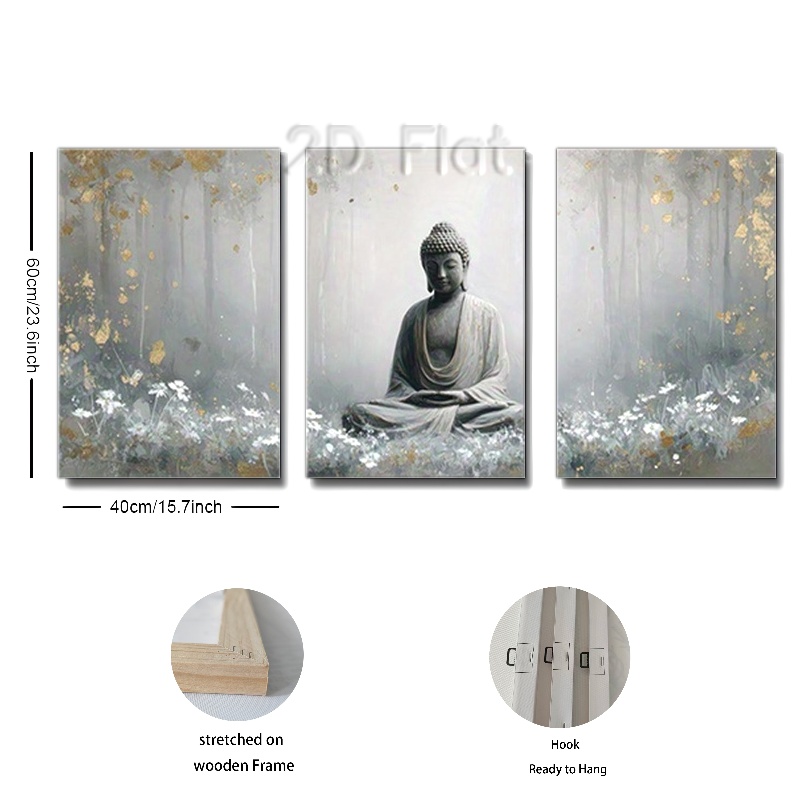 2D Flat
60cm/23.6inch
40cm/15.7inch
stretched on
wooden Frame
Hook
Ready to Hang